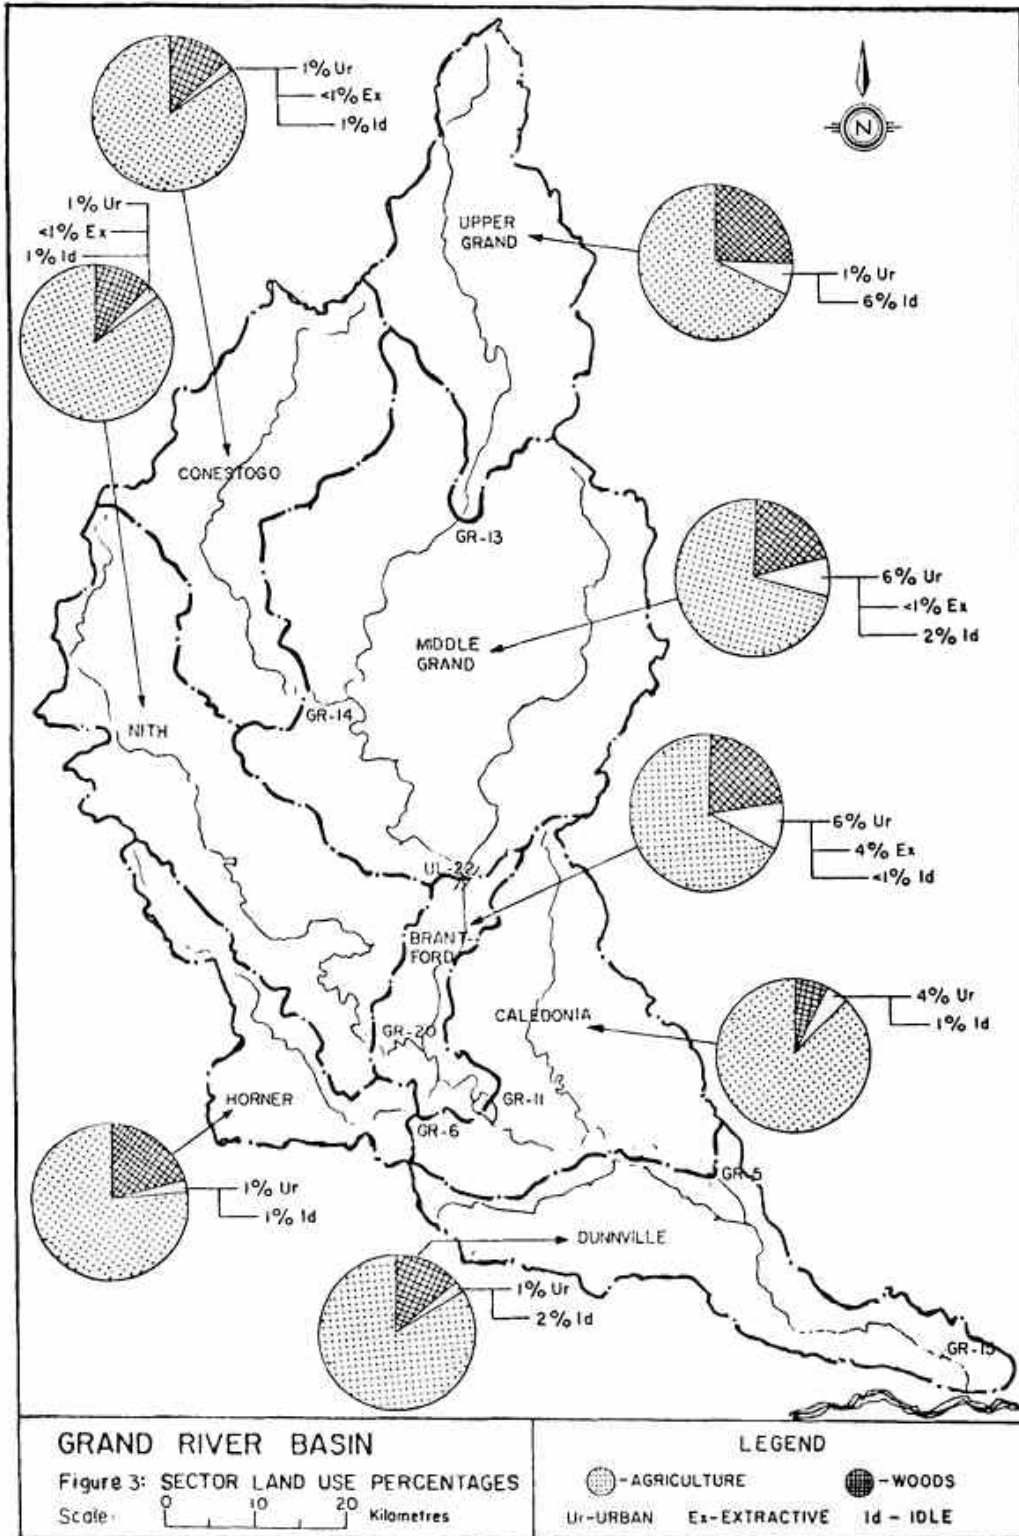 1% Ur
<1% Ex
1% Id
N
1% Ur
<1% Ex
1% Id
UPPER
GRAND
1% Ur
6% Id
CONESTOGO
GR-13
6% Ur
<1% Ex
2% Id
MIDDLE
GRAND
GR-14
NITH
6% Ur
4% Ex
<1% Id
UL-22
BRANT-
FORD
4% Ur
1% Id
CALEDONIA
GR-20
HORNER
GR-11
GR-6
GR-5
1% Ur
1% Id
DUNNVILLE
1% Ur
2% Id
GR-15
GRAND RIVER BASIN
Figure 3: SECTOR LAND USE PERCENTAGES
Scale:
0 10 20 Kilometres
LEGEND
-AGRICULTURE -WOODS
Ur-URBAN Ex-EXTRACTIVE Id - IDLE